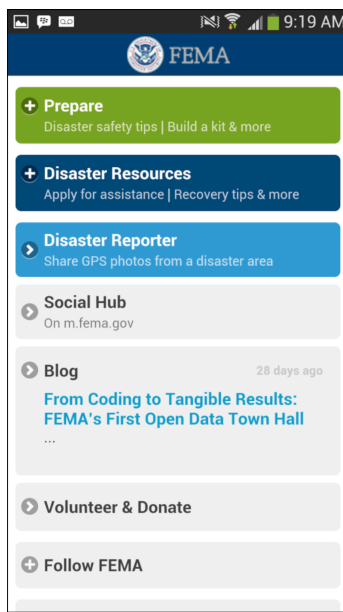 9:19 AM
FEMA
Prepare
Disaster safety tips | Build a kit & more
Disaster Resources
Apply for assistance | Recovery tips & more
Disaster Reporter
Share GPS photos from a disaster area
Social Hub
On m.fema.gov
Blog
28 days ago
From Coding to Tangible Results:
FEMA's First Open Data Town Hall
...
Volunteer & Donate
Follow FEMA